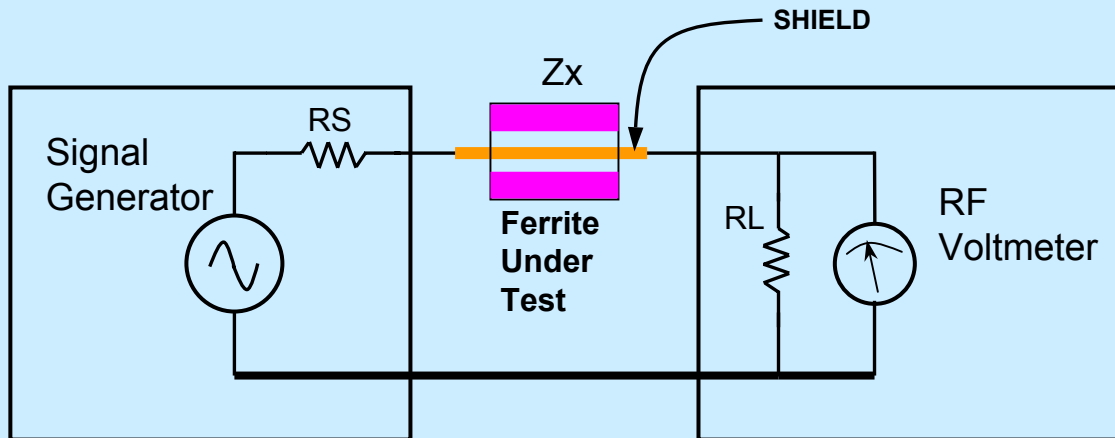 SHIELD
Zx
RS
Signal
Generator
Ferrite
Under
Test
RL
RF
Voltmeter